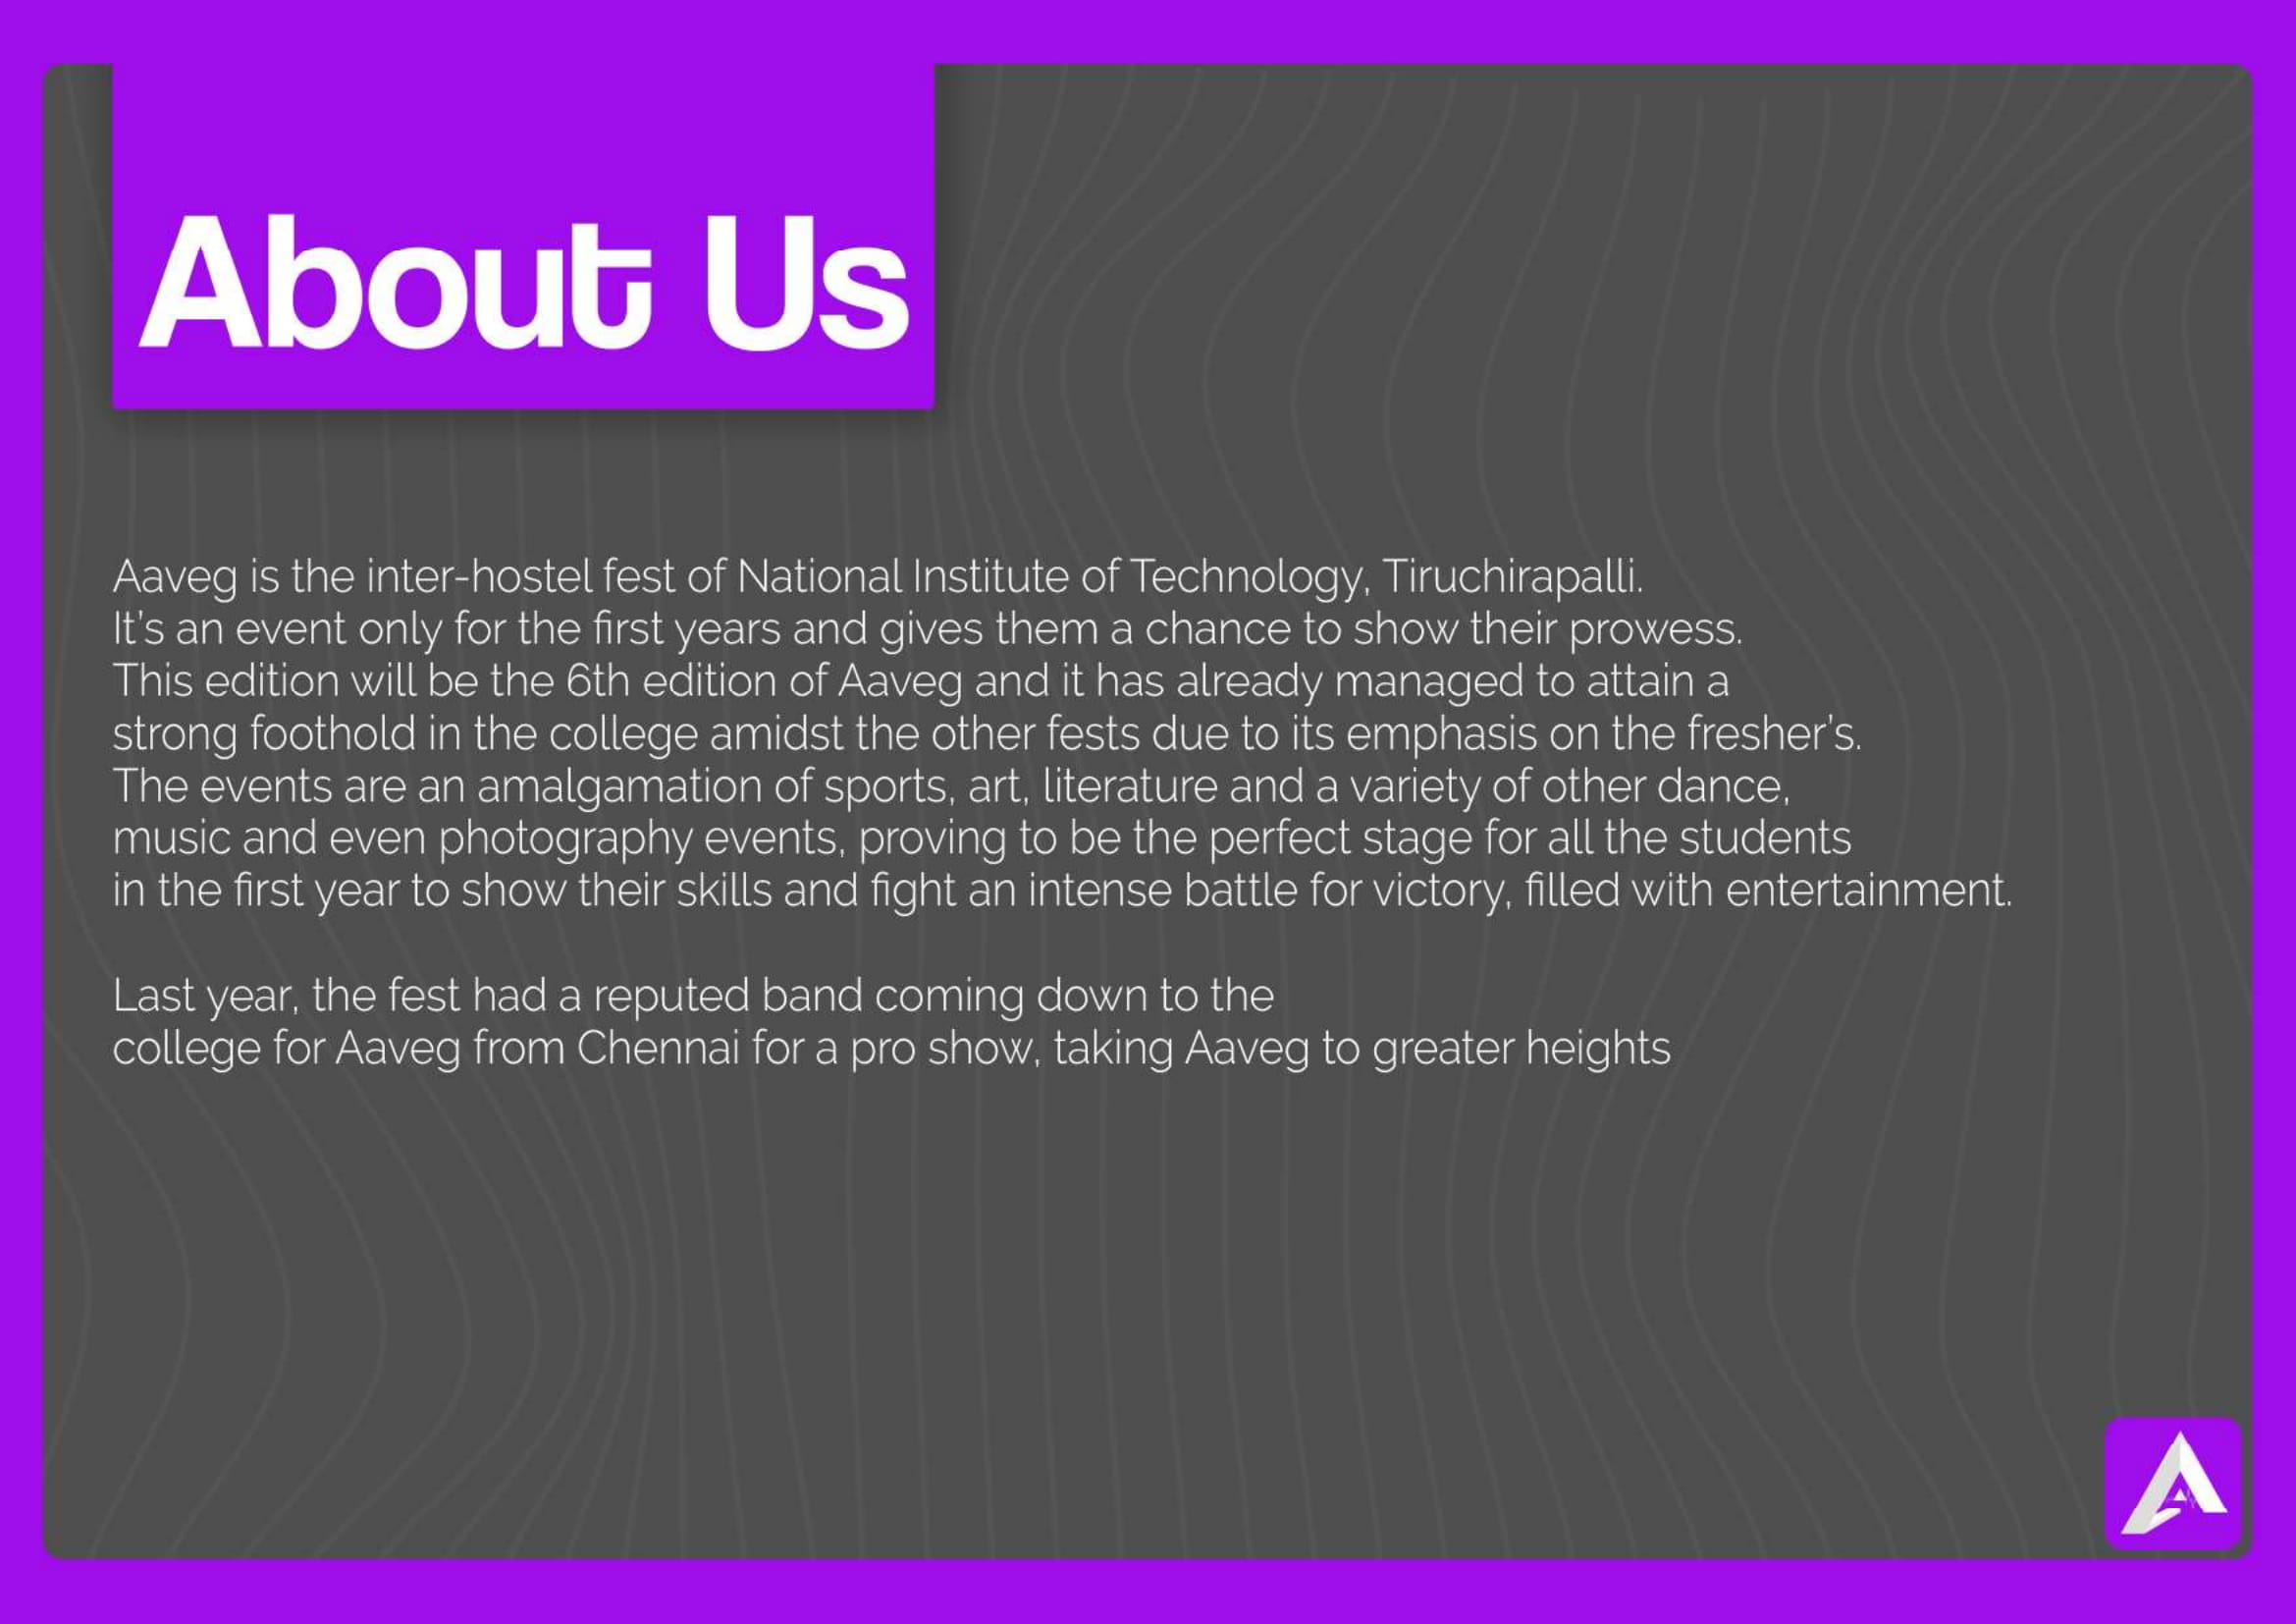 About Us
Aaveg is the inter-hostel fest of National Institute of Technology, Tiruchirapalli.
It's an event only for the first years and gives them a chance to show their prowess.
This edition will be the 6th edition of Aaveg and it has already managed to attain a
strong foothold in the college amidst the other fests due to its emphasis on the fresher's.
The events are an amalgamation of sports, art, literature and a variety of other dance,
music and even photography events, proving to be the perfect stage for all the students
in the first year to show their skills and fight an intense battle for victory, filled with entertainment.
Last year, the fest had a reputed band coming down to the
college for Aaveg from Chennai for a pro show, taking Aaveg to greater heights